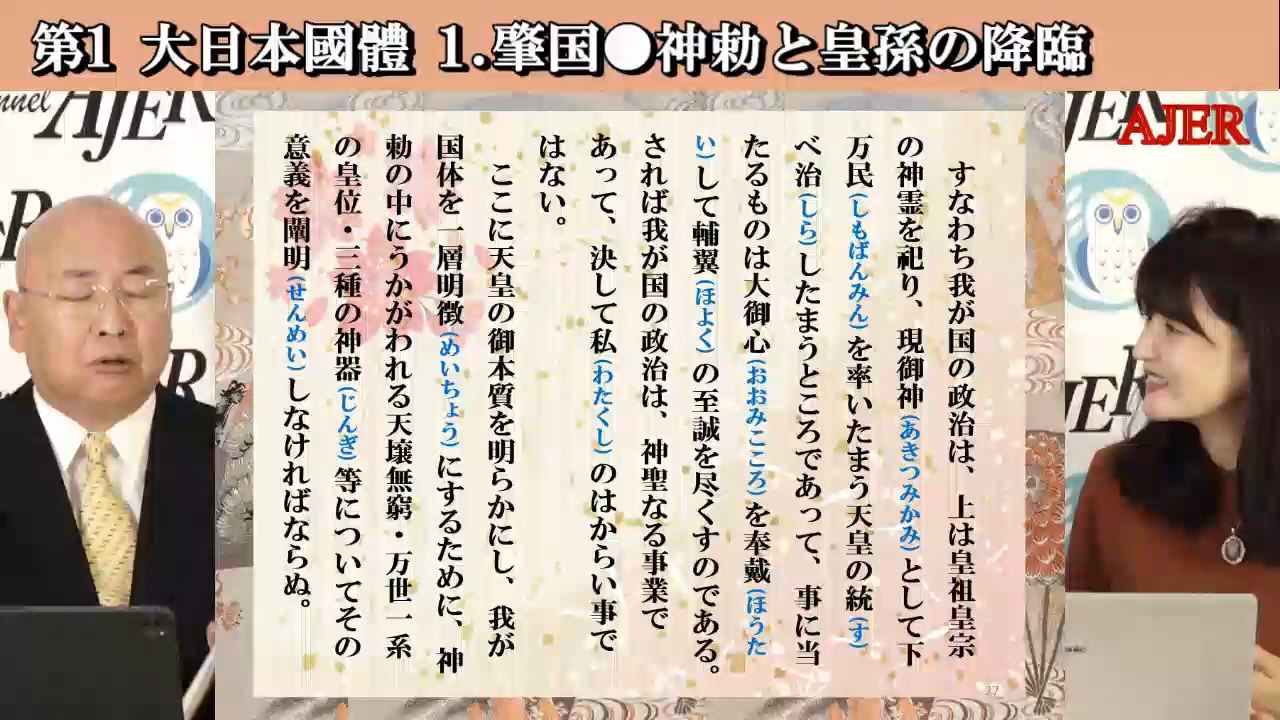 第1 大日本國體 1.肇国●神勅と皇孫の降臨
AJER
nnel
AJER
R
R
JER
JER
すなわち我が国の政治は、上は皇祖皇宗
の神霊を祀り、現御神(あきつみかみ)として下
万民(しもばんみん)を率いたまう天皇の統(す
べ治(しら)したまうところであって、事に当
たるものは大御心(おおみこころ)を奉戴(ほうた
い)して輔翼(ほよく)の至誠を尽くすのである。
されば我が国の政治は、神聖なる事業で
あって、決して私(わたくし)のはからい事で
はない。
ここに天皇の御本質を明らかにし、我が
国体を一層明徴(めいちょう)にするために、神
勅の中にうかがわれる天壌無窮・万世一系
の皇位・三種の神器(じんぎ)等についてその
意義を闡明(せんめい)しなければならぬ。
27